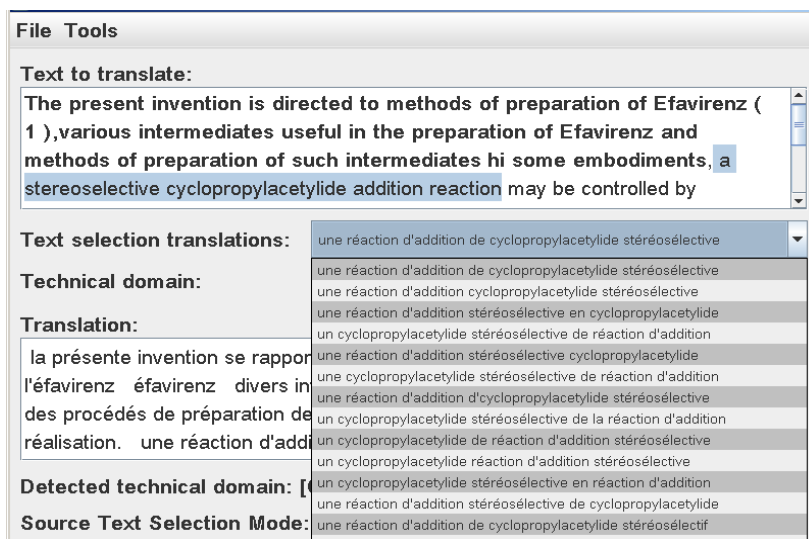 File Tools
Text to translate:
The present invention is directed to methods of preparation of Efavirenz (
1 ),various intermediates useful in the preparation of Efavirenz and
methods of preparation of such intermediates hi some embodiments, a
stereoselective cyclopropylacetylide addition reaction may be controlled by
Text selection translations: une réaction d'addition de cyclopropylacetylide stéréosélective
une réaction d'addition de cyclopropylacetylide stéréosélective
une réaction d'addition cyclopropylacetylide stéréosélective
une réaction d'addition stéréosélective en cyclopropylacetylide
un cyclopropylacetylide stéréosélective de réaction d'addition
une réaction d'addition stéréosélective cyclopropylacetylide
une cyclopropylacetylide stéréosélective de réaction d'addition
une réaction d'addition d'cyclopropylacetylide stéréosélective
un cyclopropylacetylide stéréosélective de la réaction d'addition
un cyclopropylacetylide de réaction d'addition stéréosélective
un cyclopropylacetylide réaction d'addition stéréosélective
un cyclopropylacetylide stéréosélective en réaction d'addition
une réaction d'addition stéréosélective de cyclopropylacetylide
une réaction d'addition de cyclopropylacetylide stéréosélectif
Technical domain:
Translation:
la présente invention se rappor
l'éfavirenz éfavirenz divers in
des procédés de préparation de
réalisation. une réaction d'addi
Detected technical domain: [
Source Text Selection Mode: